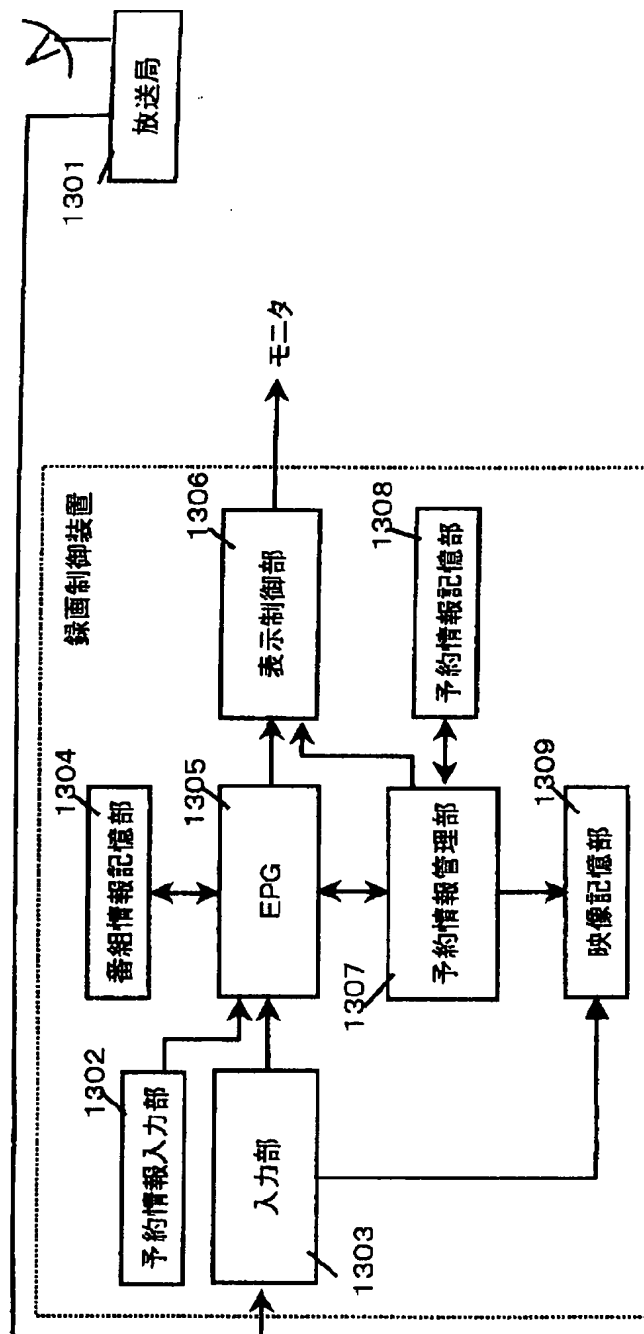 放送局
1301
録画制御装置
予約情報入力部
1302
入力部
1303
番組情報記憶部
1304
EPG
1305
表示制御部
1306
モニタ
予約情報管理部
1307
予約情報記憶部
1308
映像記憶部
1309